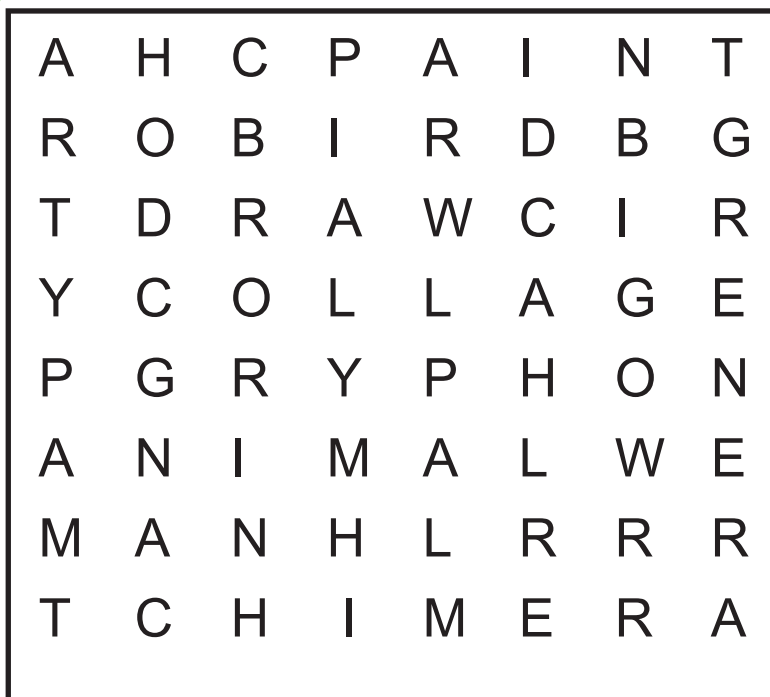 A H C P A I N T
R O B I R D B G
T D R A W C I R
Y C O L L A G E
P G R Y P H O N
A N I M A L W E
M A N H L R R R
T C H I M E R A